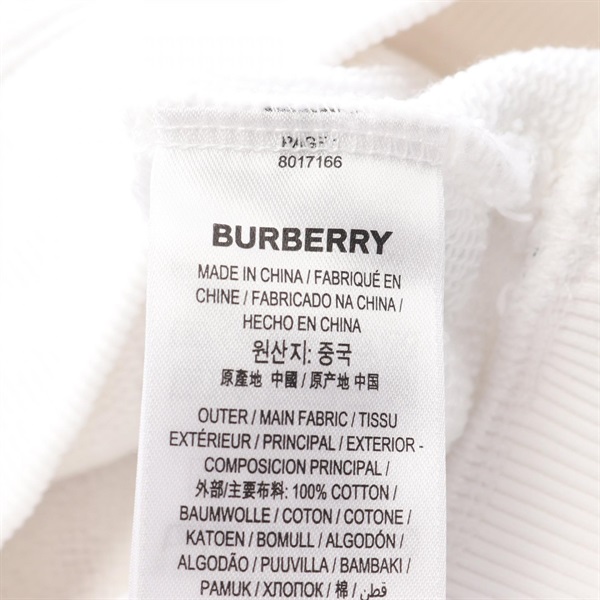 8017166
BURBERRY
MADE IN CHINA / FABRIQUÉ EN
CHINE / FABRICADO NA CHINA /
HECHO EN CHINA
원산지: 중국
原產地 中國 / 原产地 中国
OUTER / MAIN FABRIC / TISSU
EXTÉRIEUR / PRINCIPAL / EXTERIOR -
COMPOSICION PRINCIPAL /
外部/主要布料: 100% COTTON /
BAUMWOLLE / COTON / COTONE /
KATOEN / BOMULL / ALGODÓN /
ALGODÃO / PUUVILLA / BAMBAKI /
PAMUK / ХЛОПОК / 棉 / قطن /